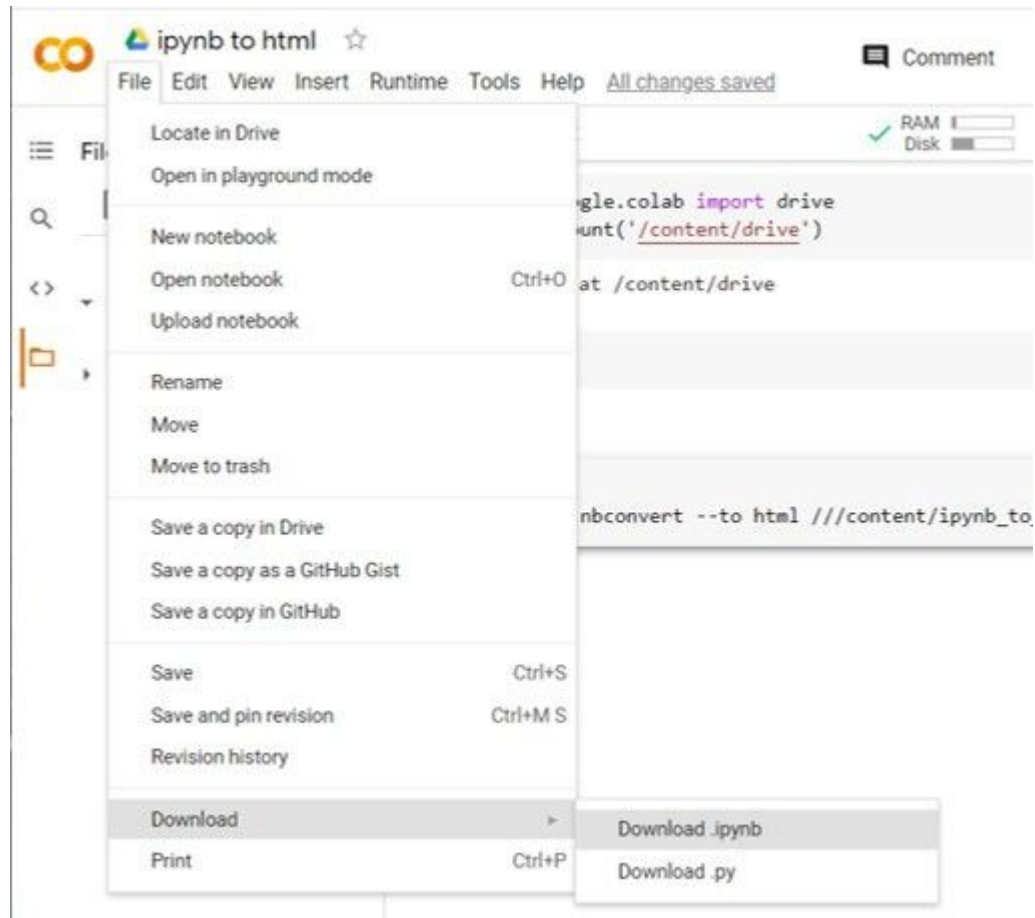 CO
ipynb to html
File Edit View Insert Runtime Tools Help All changes saved
Comment
RAM
Disk
Locate in Drive
Open in playground mode
New notebook
Open notebook Ctrl+O
Upload notebook
Rename
Move
Move to trash
Save a copy in Drive
Save a copy as a GitHub Gist
Save a copy in GitHub
Save Ctrl+S
Save and pin revision Ctrl+M S
Revision history
Download
Print Ctrl+P
Download .ipynb
Download .py
Fil
gle.colab import drive
unt('/content/drive')
at /content/drive
nbconvert --to html ///content/ipynb_to_